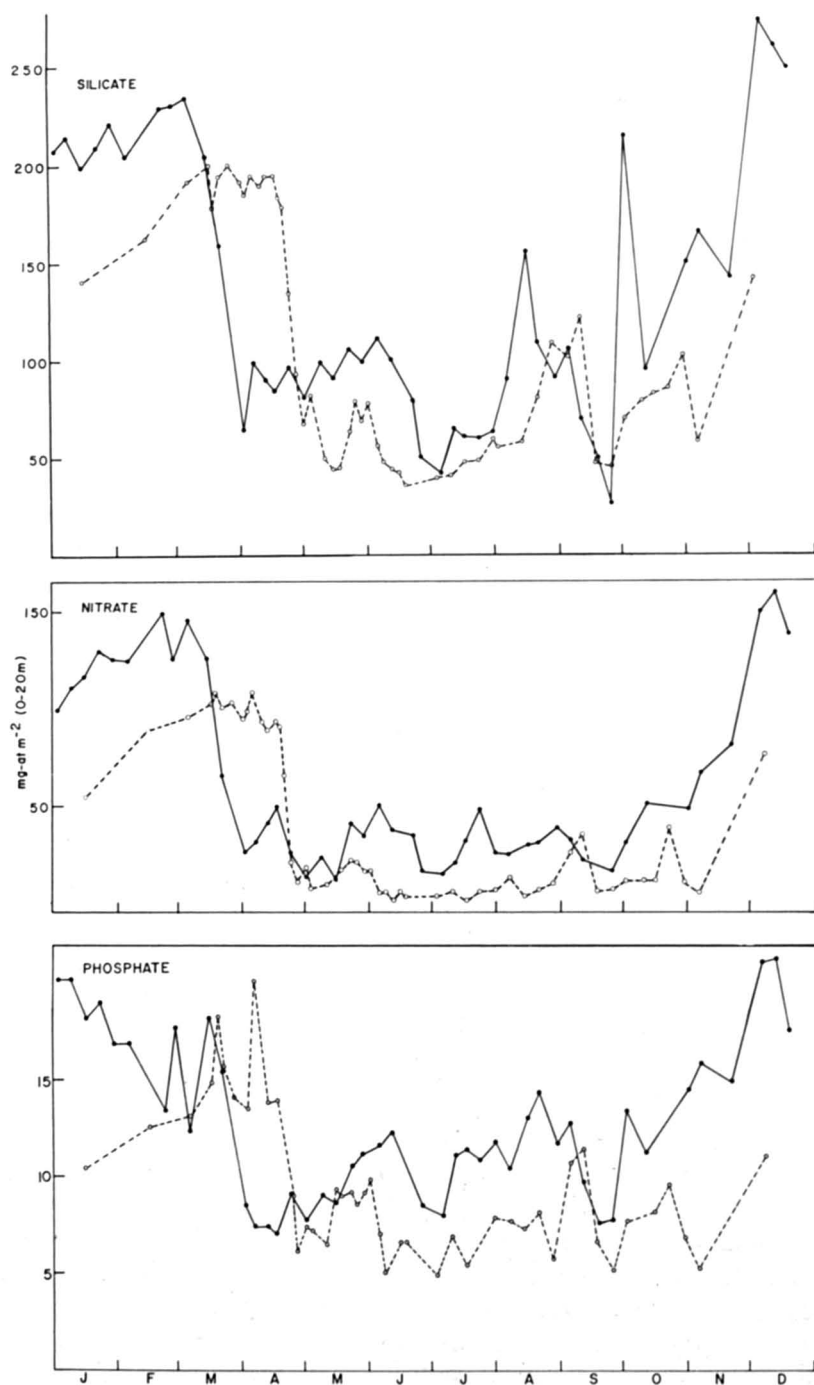 250
SILICATE
200
150
100
50
NITRATE
150
mg-at m⁻² (0-20m)
50
PHOSPHATE
15
10
5
J F M A M J J A S O N D